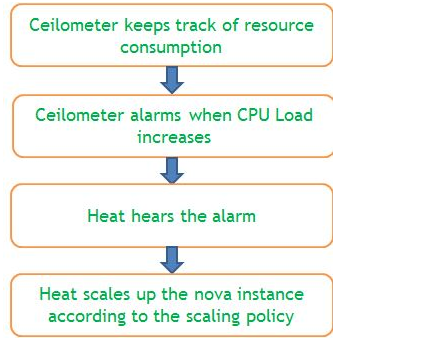 Ceilometer keeps track of resource
consumption
Ceilometer alarms when CPU Load
increases
Heat hears the alarm
Heat scales up the nova instance
according to the scaling policy